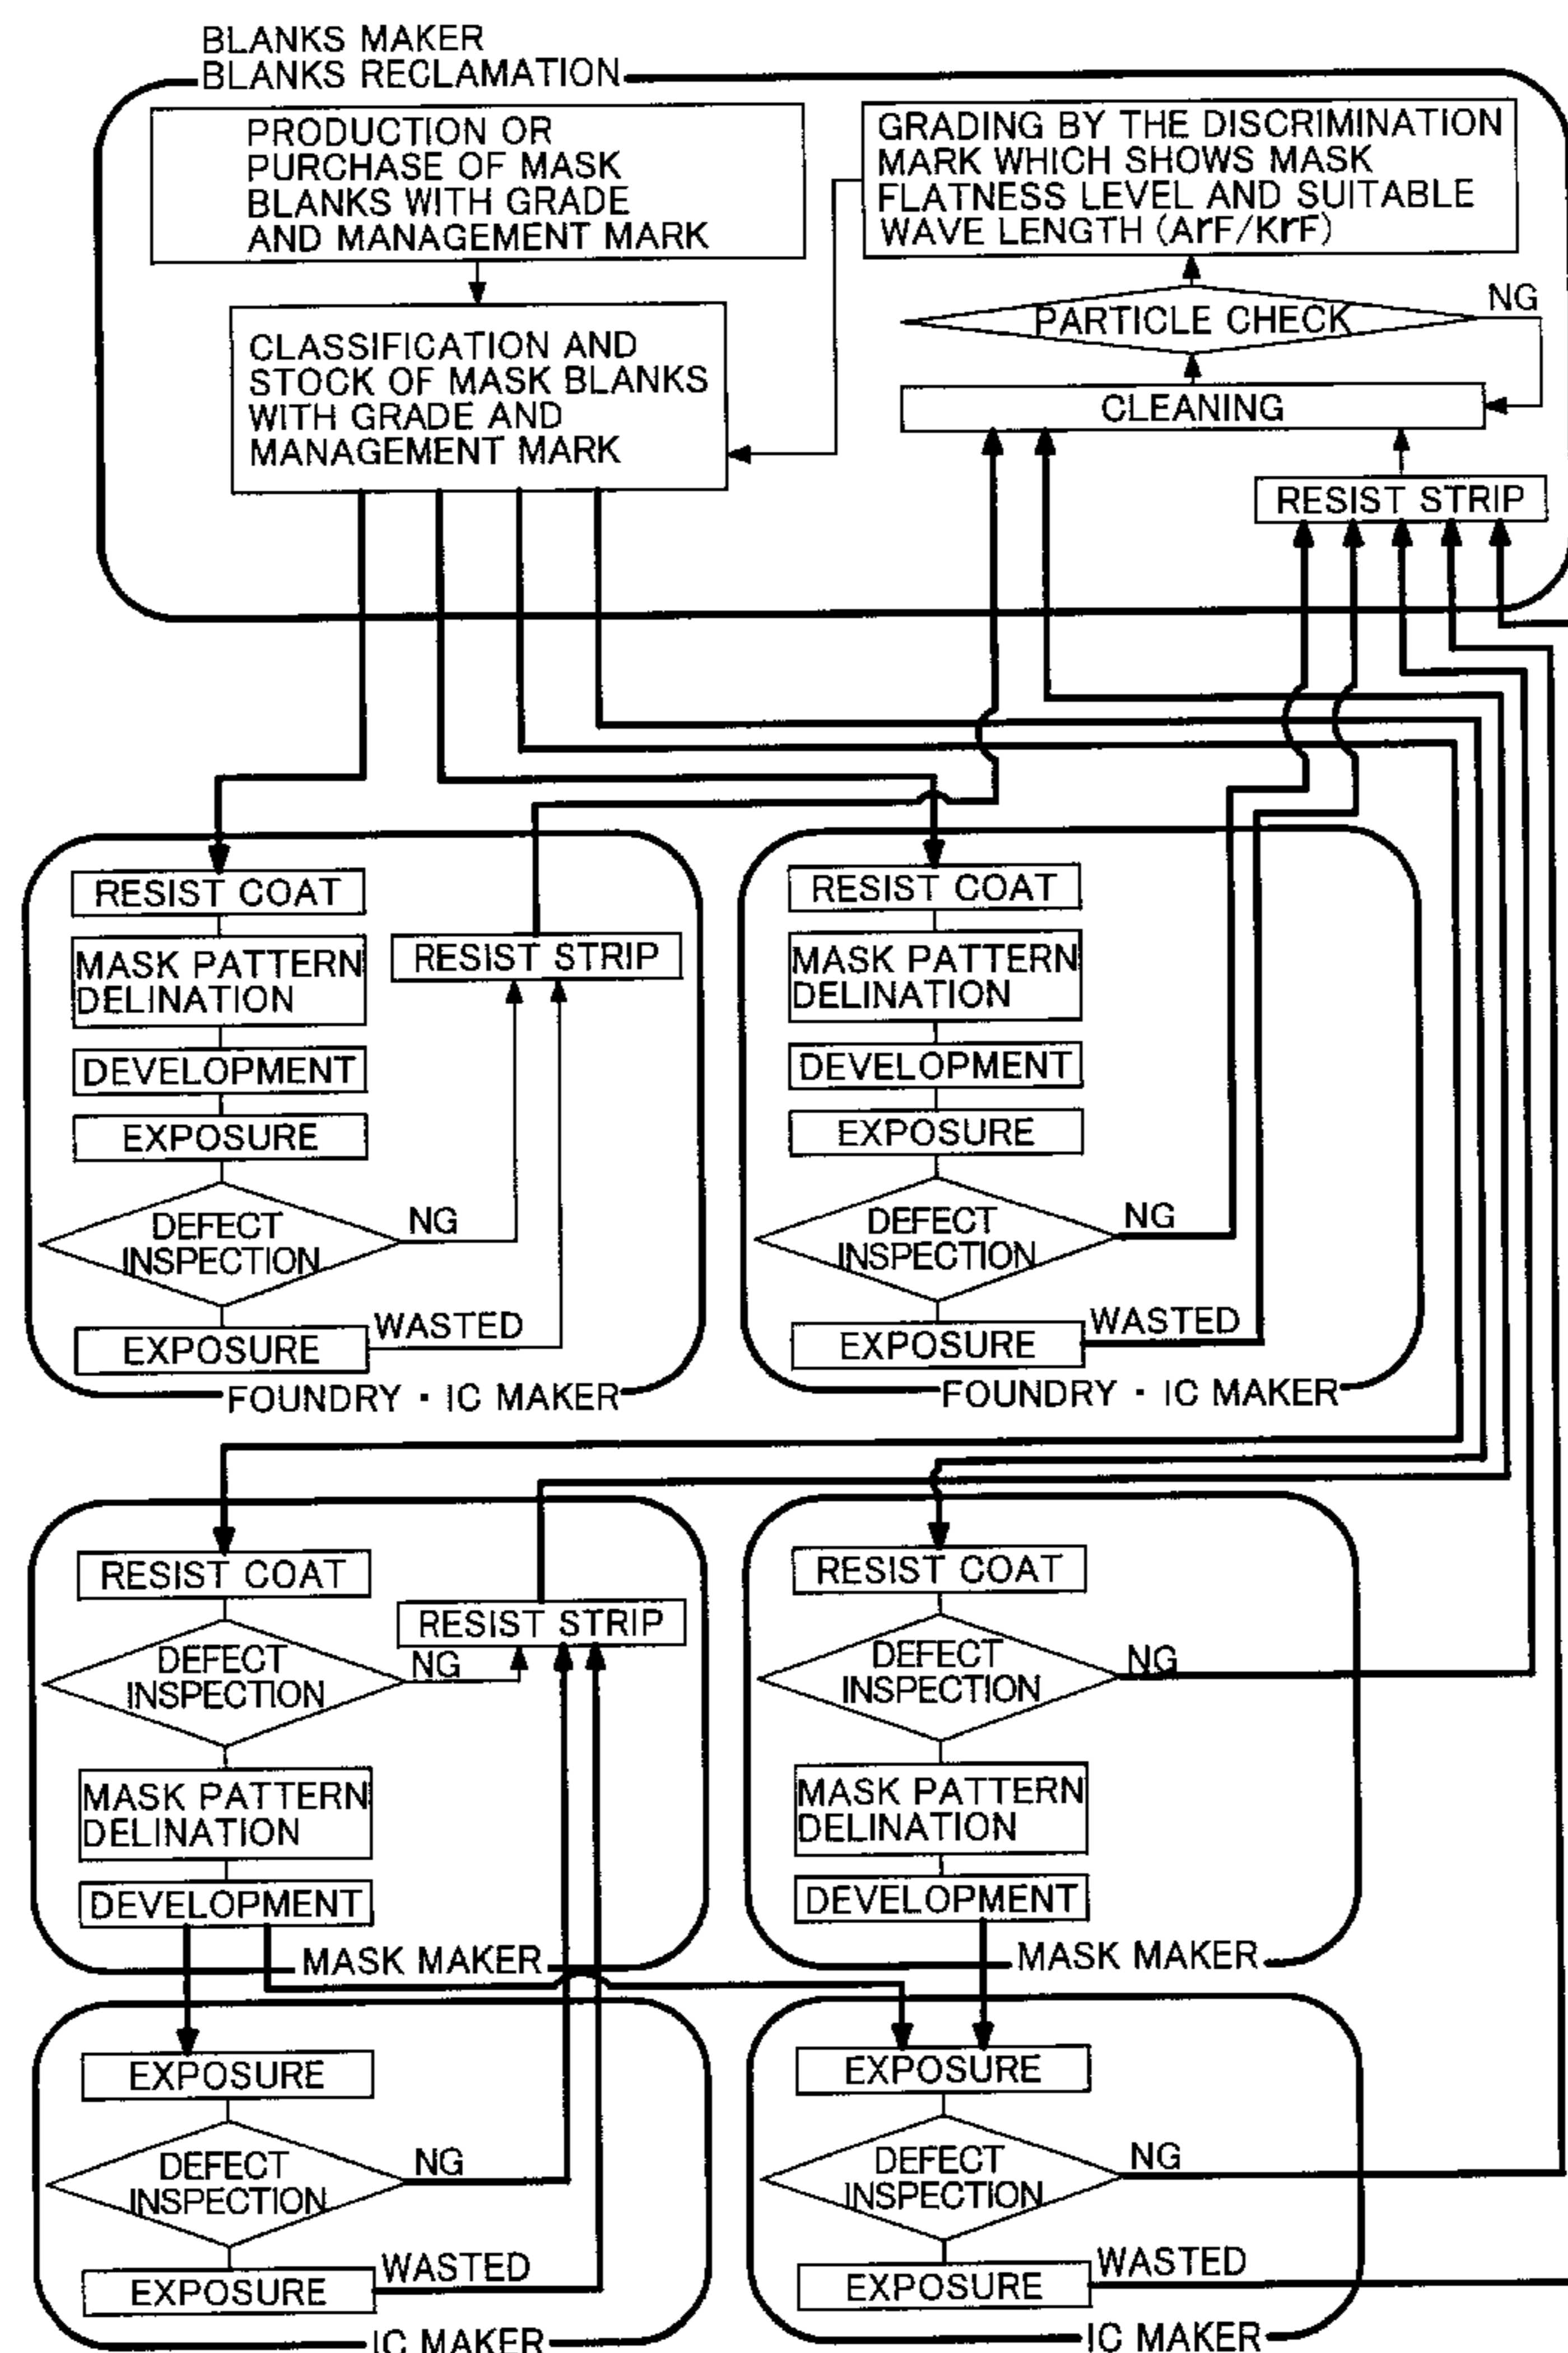 BLANKS MAKER
BLANKS RECLAMATION
PRODUCTION OR
PURCHASE OF MASK
BLANKS WITH GRADE
AND MANAGEMENT MARK
GRADING BY THE DISCRIMINATION
MARK WHICH SHOWS MASK
FLATNESS LEVEL AND SUITABLE
WAVE LENGTH (ArF/KrF)
PARTICLE CHECK
NG
CLASSIFICATION AND
STOCK OF MASK BLANKS
WITH GRADE AND
MANAGEMENT MARK
CLEANING
RESIST STRIP
RESIST COAT
RESIST STRIP
MASK PATTERN
DELINATION
DEVELOPMENT
EXPOSURE
DEFECT
INSPECTION
NG
EXPOSURE
WASTED
FOUNDRY · IC MAKER
RESIST COAT
MASK PATTERN
DELINATION
DEVELOPMENT
EXPOSURE
DEFECT
INSPECTION
NG
EXPOSURE
WASTED
FOUNDRY · IC MAKER
RESIST COAT
RESIST STRIP
DEFECT
INSPECTION
NG
MASK PATTERN
DELINATION
DEVELOPMENT
MASK MAKER
RESIST COAT
DEFECT
INSPECTION
NG
MASK PATTERN
DELINATION
DEVELOPMENT
MASK MAKER
EXPOSURE
DEFECT
INSPECTION
NG
EXPOSURE
WASTED
IC MAKER
EXPOSURE
DEFECT
INSPECTION
NG
EXPOSURE
WASTED
IC MAKER